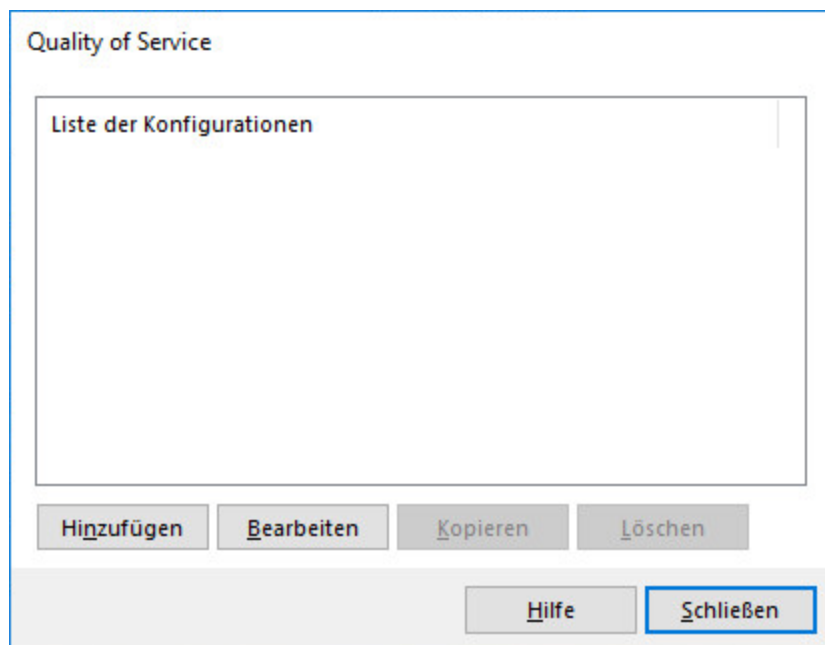 Quality of Service
Liste der Konfigurationen
Hinzufügen Bearbeiten Kopieren Löschen
Hilfe Schließen